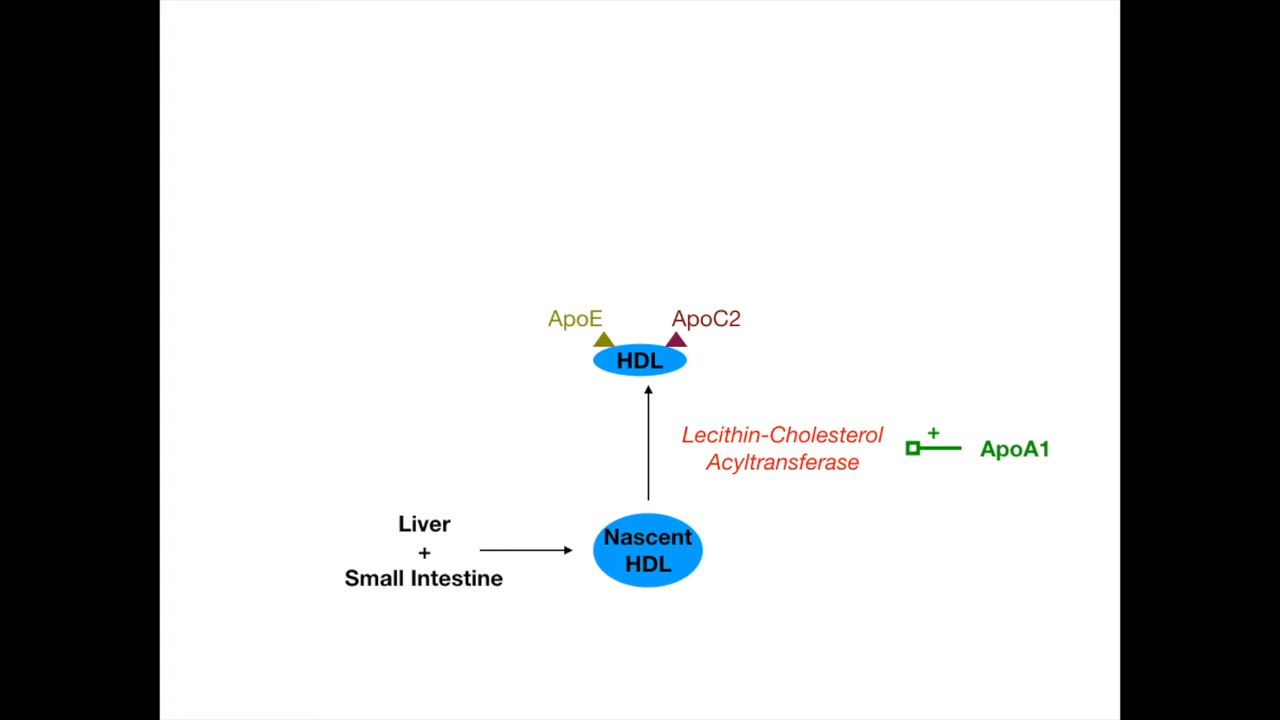 ApoE
ApoC2
HDL
Lecithin-Cholesterol
Acyltransferase
+
ApoA1
Liver
+
Small Intestine
Nascent
HDL